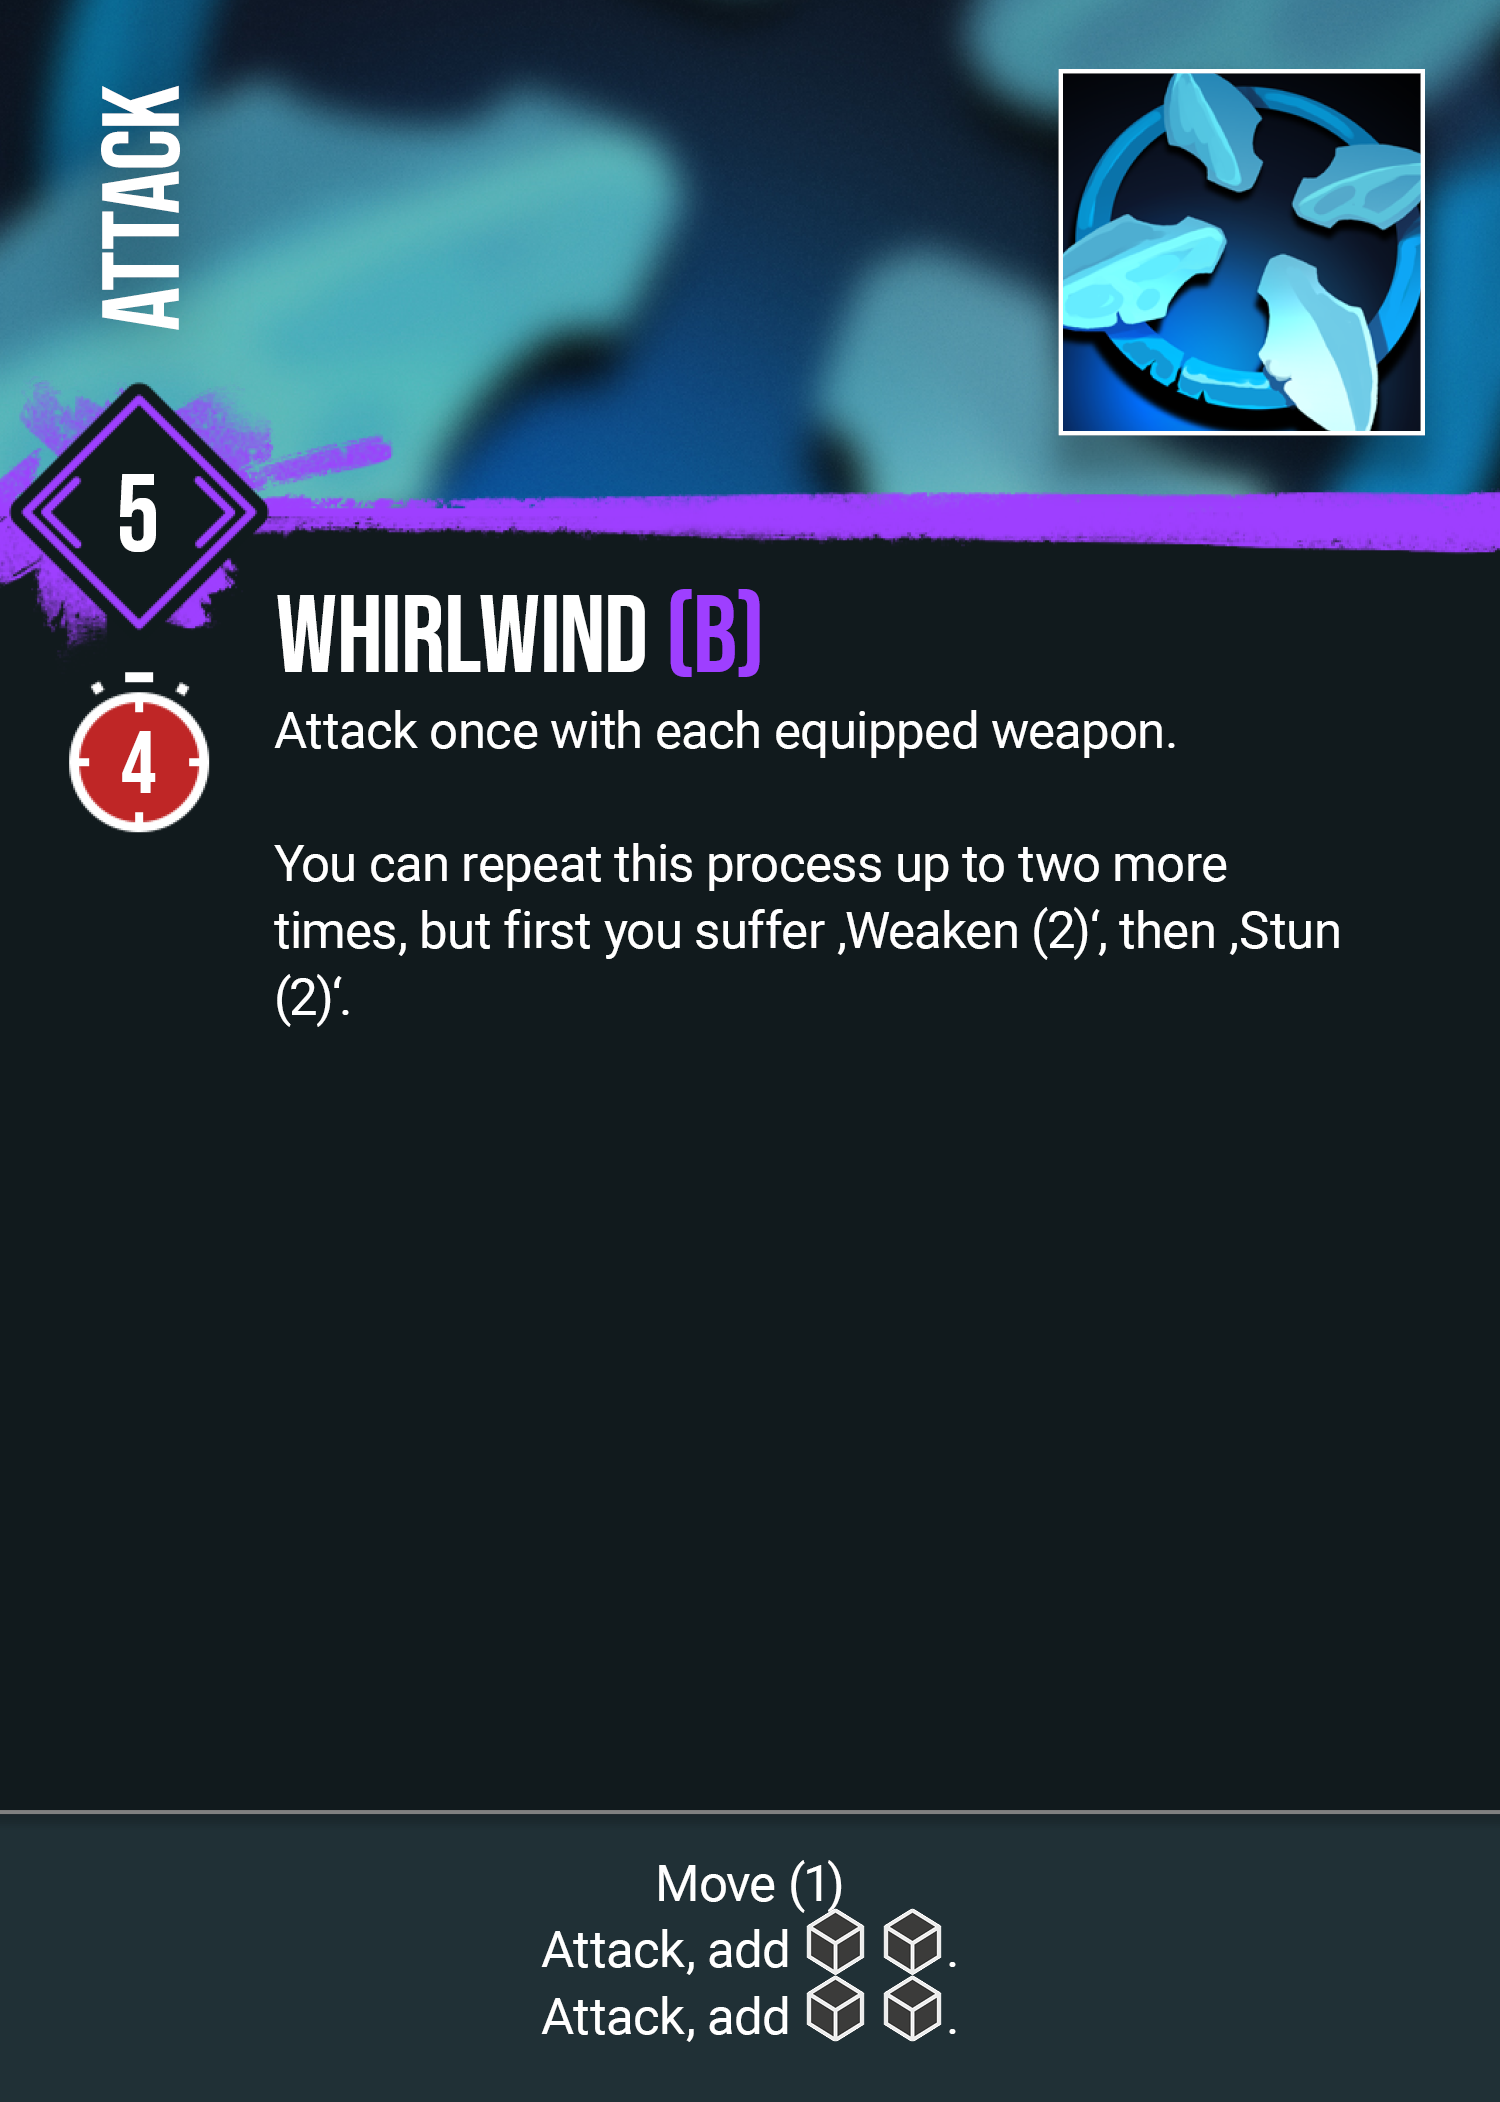 ATTACK
5
WHIRLWIND (B)
4
Attack once with each equipped weapon.
You can repeat this process up to two more
times, but first you suffer ‚Weaken (2)‘, then ‚Stun
(2)‘.
Move (1)
Attack, add .
Attack, add .